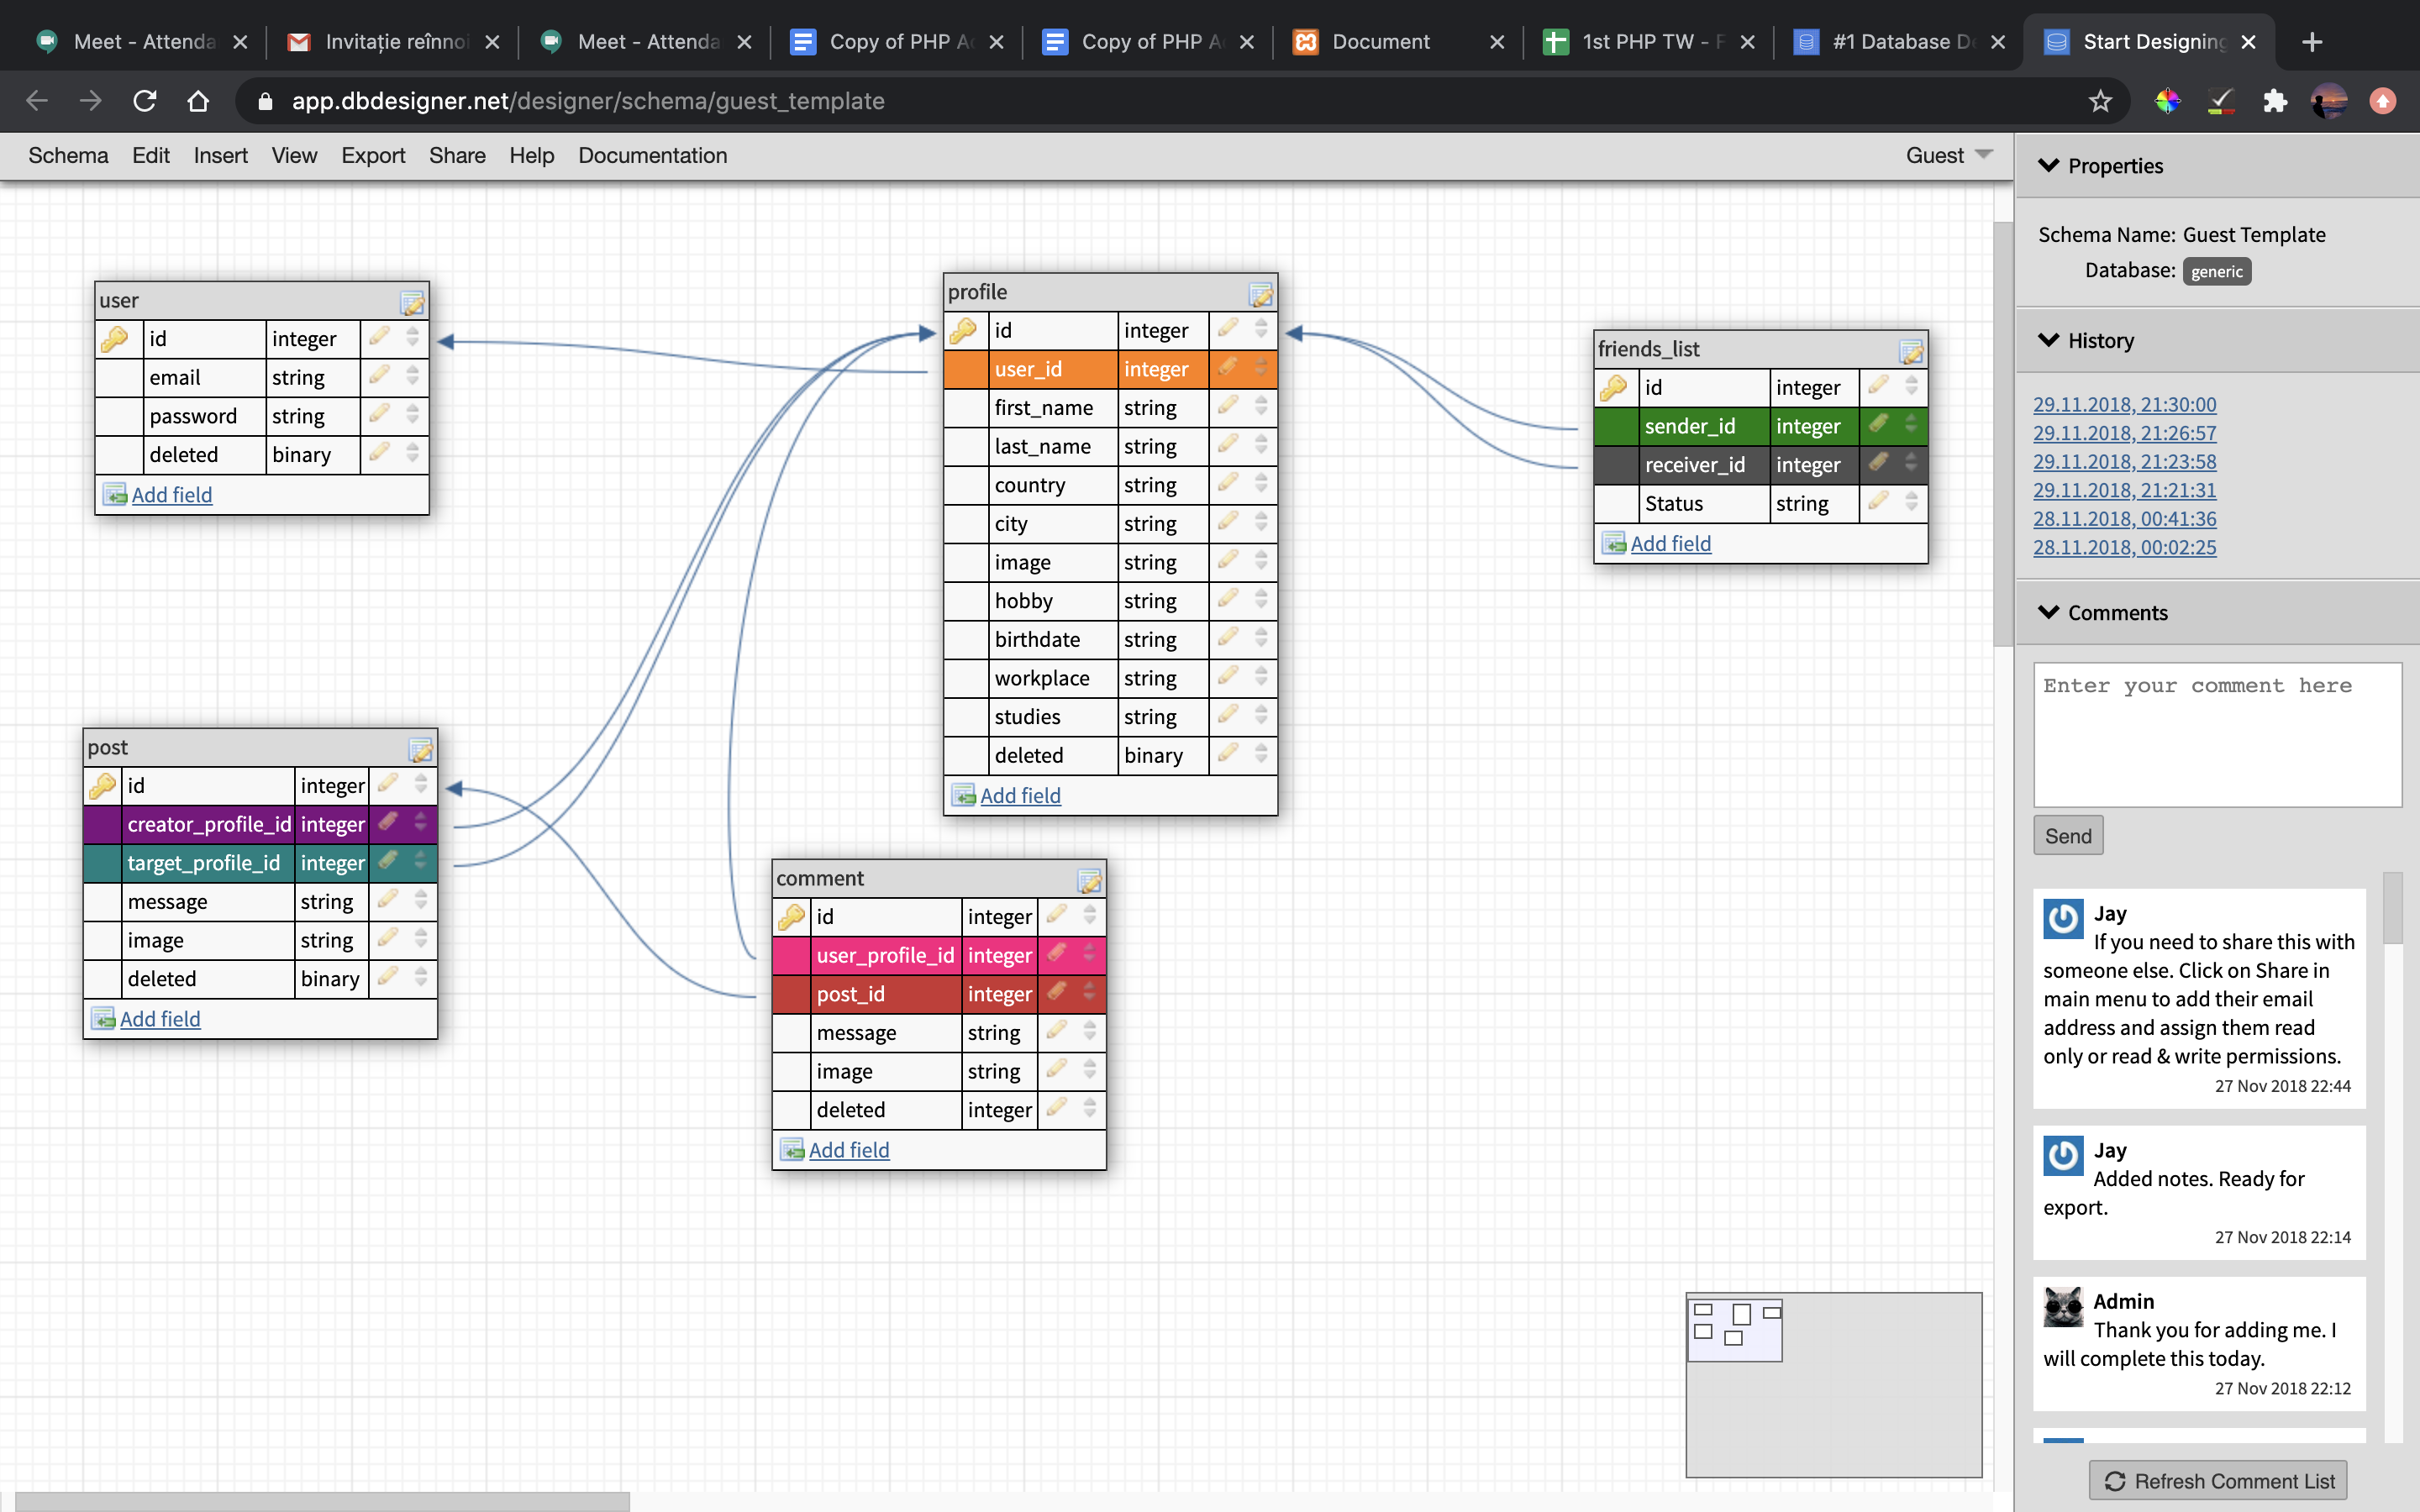 Meet - Attenda
Invitație reînnoi
Meet - Attenda
Copy of PHP Ac
Copy of PHP A
Document
1st PHP TW - F
#1 Database De
Start Designing
app.dbdesigner.net/designer/schema/guest_template
Schema Edit Insert View Export Share Help Documentation
Guest
user
id integer
email string
password string
deleted binary
Add field
profile
id integer
user_id integer
first_name string
last_name string
country string
city string
image string
hobby string
birthdate string
workplace string
studies string
deleted binary
Add field
friends_list
id integer
sender_id integer
receiver_id integer
Status string
Add field
post
id integer
creator_profile_id integer
target_profile_id integer
message string
image string
deleted binary
Add field
comment
id integer
user_profile_id integer
post_id integer
message string
image string
deleted integer
Add field
Properties
Schema Name: Guest Template
Database: generic
History
29.11.2018, 21:30:00
29.11.2018, 21:26:57
29.11.2018, 21:23:58
29.11.2018, 21:21:31
28.11.2018, 00:41:36
28.11.2018, 00:02:25
Comments
Enter your comment here
Send
Jay
If you need to share this with
someone else. Click on Share in
main menu to add their email
address and assign them read
only or read & write permissions.
27 Nov 2018 22:44
Jay
Added notes. Ready for
export.
27 Nov 2018 22:14
Admin
Thank you for adding me. I
will complete this today.
27 Nov 2018 22:12
Refresh Comment List